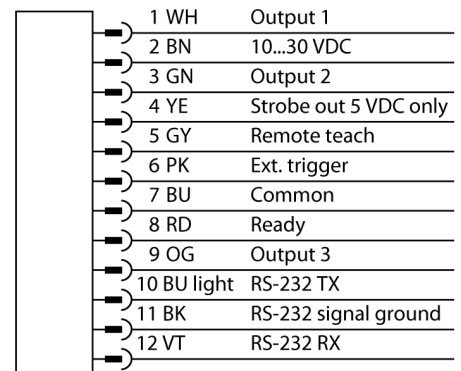 1 WH Output 1
2 BN 10...30 VDC
3 GN Output 2
4 YE Strobe out 5 VDC only
5 GY Remote teach
6 PK Ext. trigger
7 BU Common
8 RD Ready
9 OG Output 3
10 BU light RS-232 TX
11 BK RS-232 signal ground
12 VT RS-232 RX